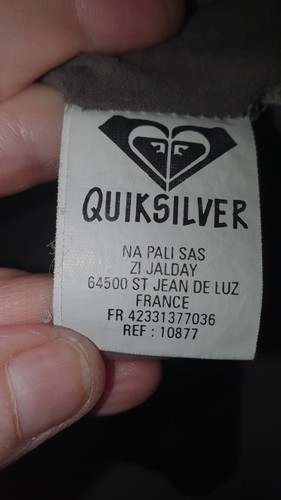 QUIKSILVER
NA PALI SAS
ZI JALDAY
64500 ST JEAN DE LUZ
FRANCE
FR 42331377036
REF : 10877